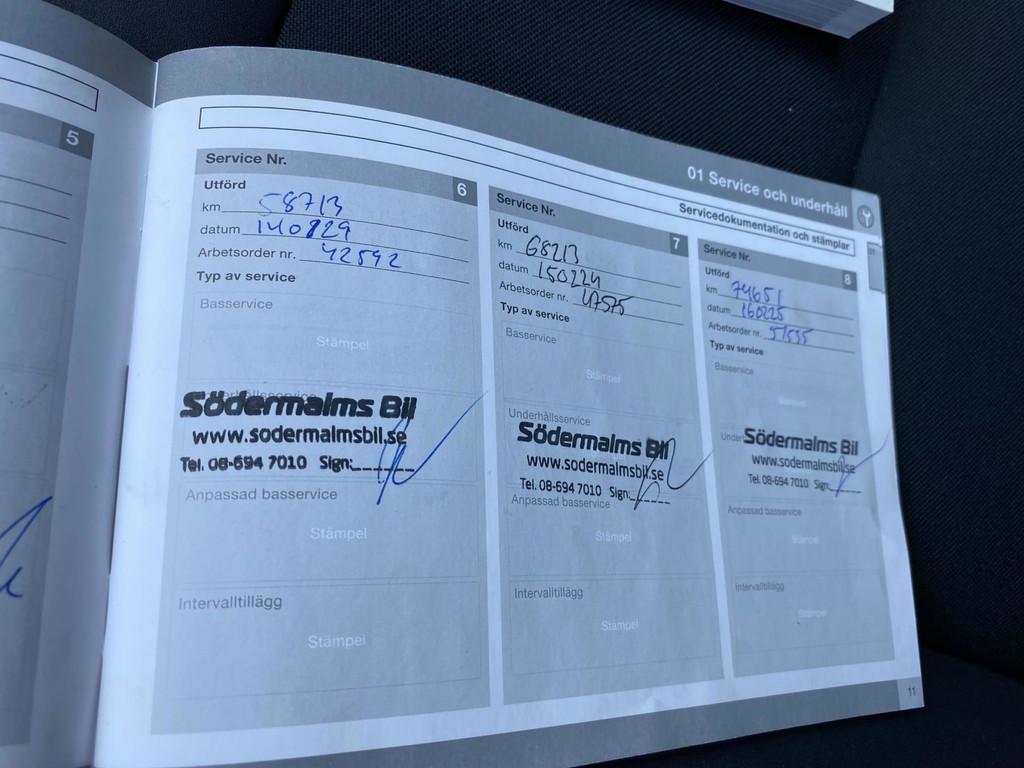 5
01 Service och underhåll
Servicedokumentation och stämplar
Service Nr. 6
Utförd
km 58713
datum 140829
Arbetsorder nr. 42592
Typ av service
Basservice
Stämpel
Södermalms Bil
www.sodermalmsbil.se
Tel. 08-694 7010 Sign:
Anpassad basservice
Stämpel
Intervalltillägg
Stämpel
Service Nr. 7
Utförd
km 68213
datum 150224
Arbetsorder nr. 47575
Typ av service
Basservice
Stämpel
Underhållsservice
Södermalms Bil
www.sodermalmsbil.se
Tel. 08-694 7010 Sign:
Anpassad basservice
Stämpel
Intervalltillägg
Stämpel
Service Nr. 8
Utförd
km 74651
datum 160225
Arbetsorder nr. 51535
Typ av service
Basservice
Stämpel
Södermalms Bil
www.sodermalmsbil.se
Tel. 08-694 7010 Sign:
Anpassad basservice
Stämpel
Intervalltillägg
Stämpel
11